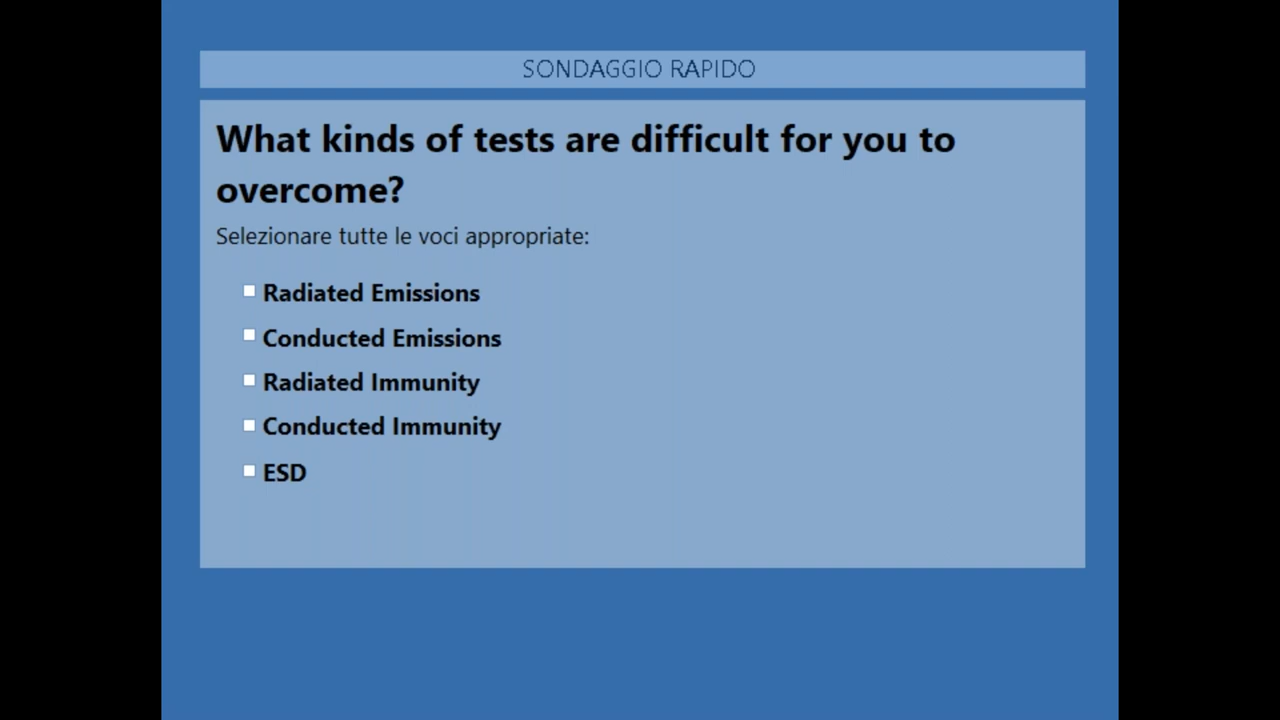 SONDAGGIO RAPIDO
What kinds of tests are difficult for you to
overcome?
Selezionare tutte le voci appropriate:
Radiated Emissions
Conducted Emissions
Radiated Immunity
Conducted Immunity
ESD